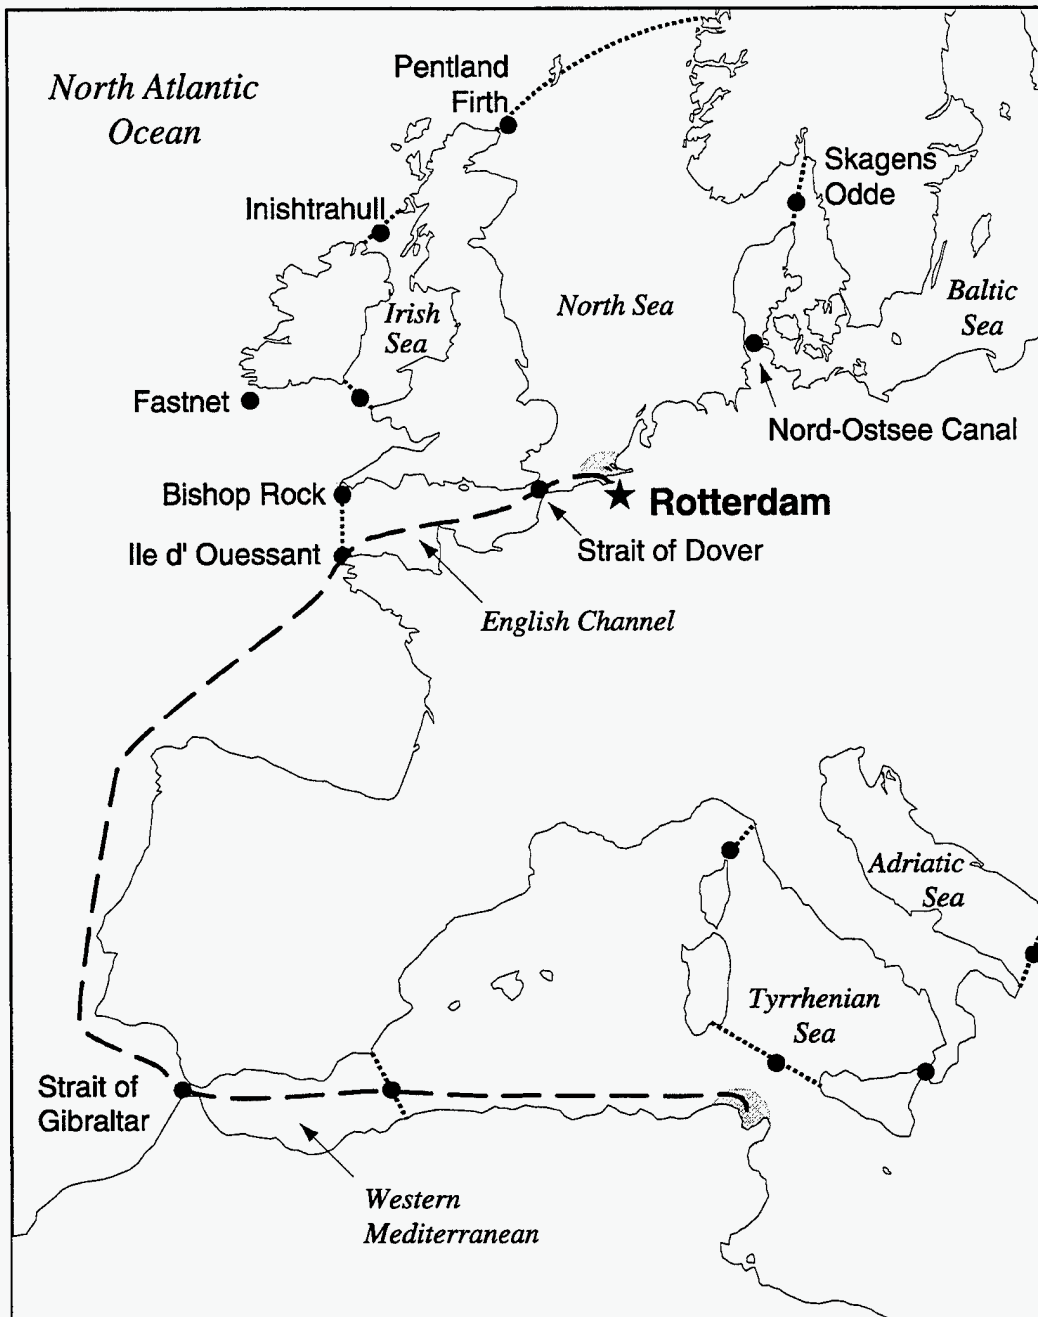 North Atlantic
Ocean
Pentland
Firth
Skagens
Odde
Inishtrahull
Irish
Sea
North Sea
Baltic
Sea
Fastnet
Nord-Ostsee Canal
Bishop Rock
Rotterdam
Ile d' Ouessant
Strait of Dover
English Channel
Adriatic
Sea
Tyrrhenian
Sea
Strait of
Gibraltar
Western
Mediterranean